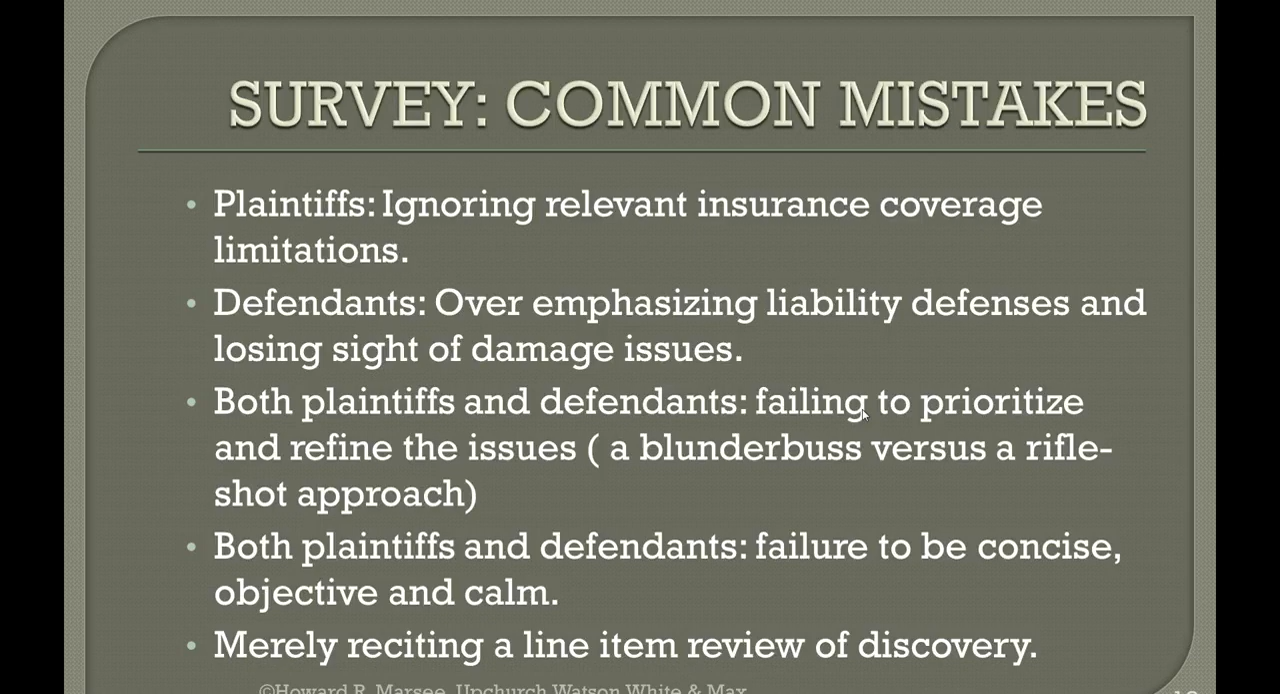 SURVEY: COMMON MISTAKES
• Plaintiffs: Ignoring relevant insurance coverage
limitations.
• Defendants: Over emphasizing liability defenses and
losing sight of damage issues.
• Both plaintiffs and defendants: failing to prioritize
and refine the issues ( a blunderbuss versus a rifle-
shot approach)
• Both plaintiffs and defendants: failure to be concise,
objective and calm.
• Merely reciting a line item review of discovery.
©Howard R. Marsee, Upchurch Watson White & Max